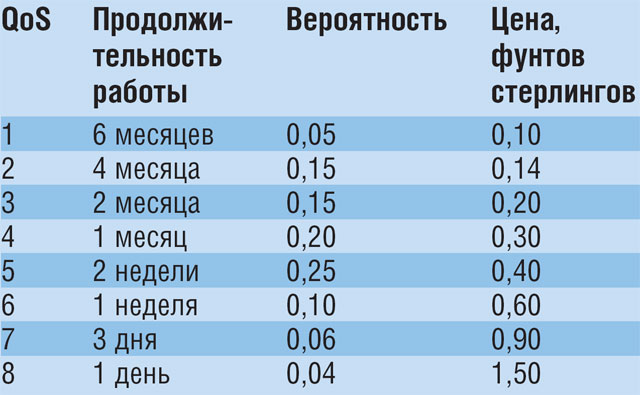 QoS Продолжи- Вероятность Цена,
тельность фунтов
работы стерлингов
1 6 месяцев 0,05 0,10
2 4 месяца 0,15 0,14
3 2 месяца 0,15 0,20
4 1 месяц 0,20 0,30
5 2 недели 0,25 0,40
6 1 неделя 0,10 0,60
7 3 дня 0,06 0,90
8 1 день 0,04 1,50